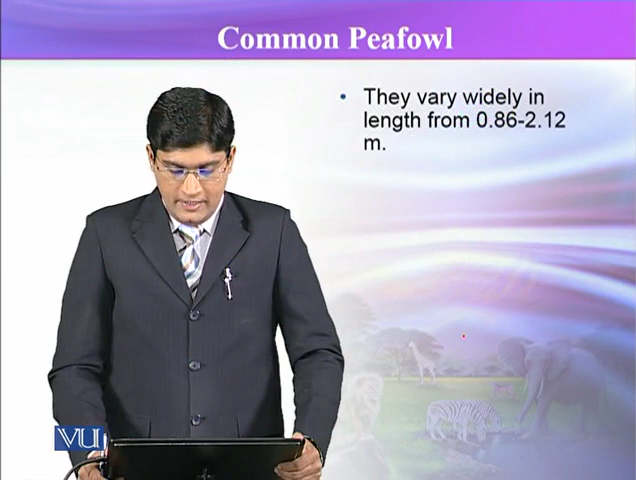 Common Peafowl
• They vary widely in
length from 0.86-2.12
m.
VU